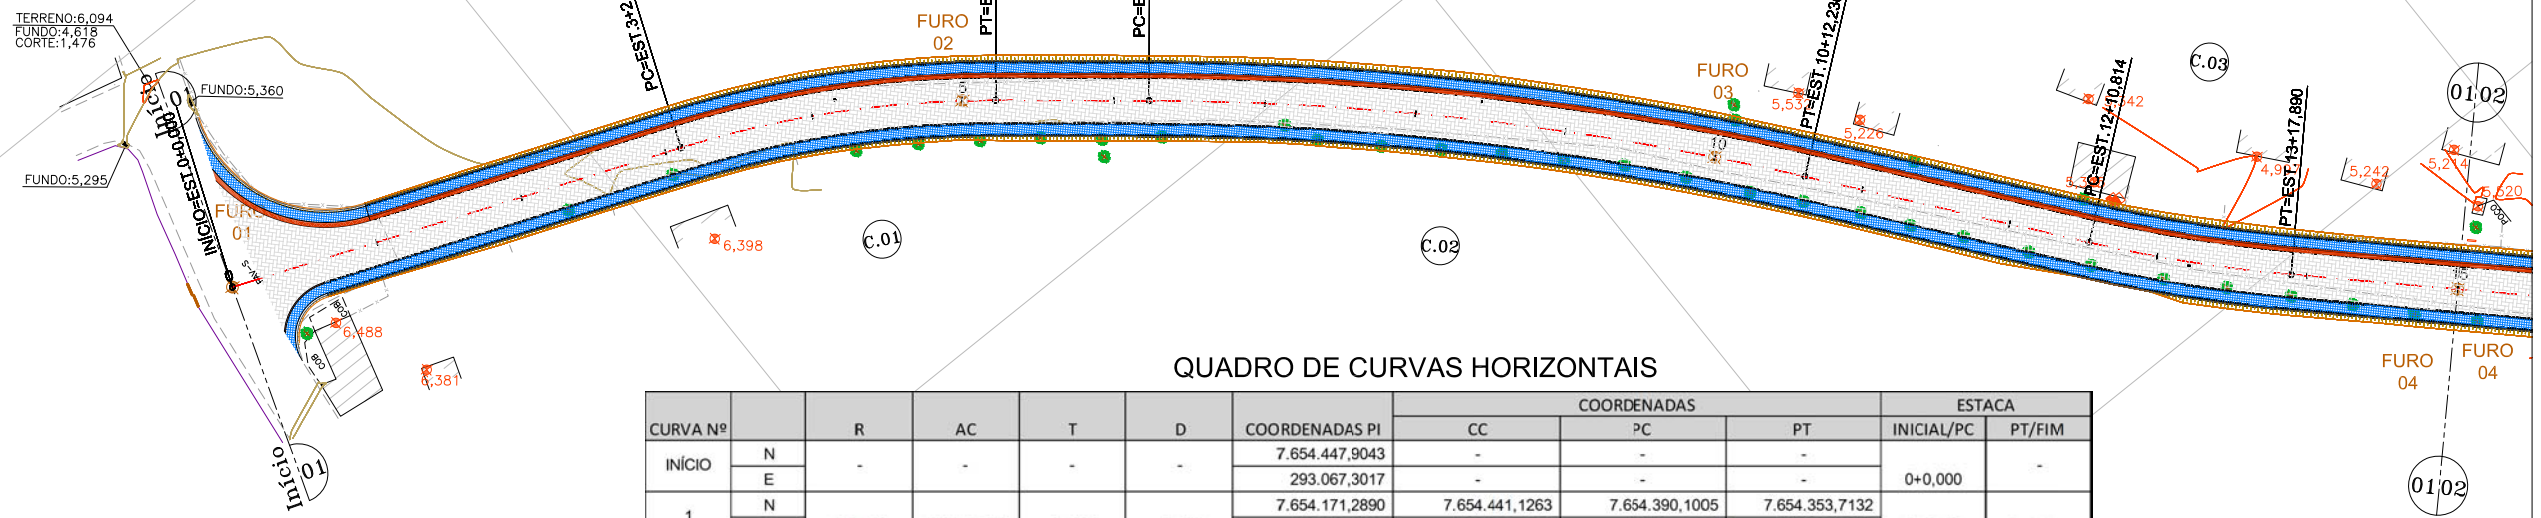 TERRENO:6,094
FUNDO:4,618
CORTE:1,476
Início
01
FUNDO:5,360
FUNDO:5,295
INÍCIO=EST.0+0,000
FURO
01
RAV-S
6,488
COB
6,381
Início
01
PC=EST.3+2
6,398
FURO
02
C.01
C.02
FURO
03
10
5,226
PT=EST.10+12,23
PC=EST.12+10,814
C.03
PT=EST.13+17,890
5,242
5,214
5,520
POÇO
01 02
FURO
04
FURO
04
01 02
QUADRO DE CURVAS HORIZONTAIS
CURVA Nº R AC T D COORDENADAS PI COORDENADAS ESTACA
CC PC PT INICIAL/PC PT/FIM
INÍCIO N - - - - 7.654.447,9043 - - - 0+0,000 -
E 293.067,3017 - - -
1 N 7.654.171,2890 7.654.441,1263 7.654.390,1005 7.654.353,7132